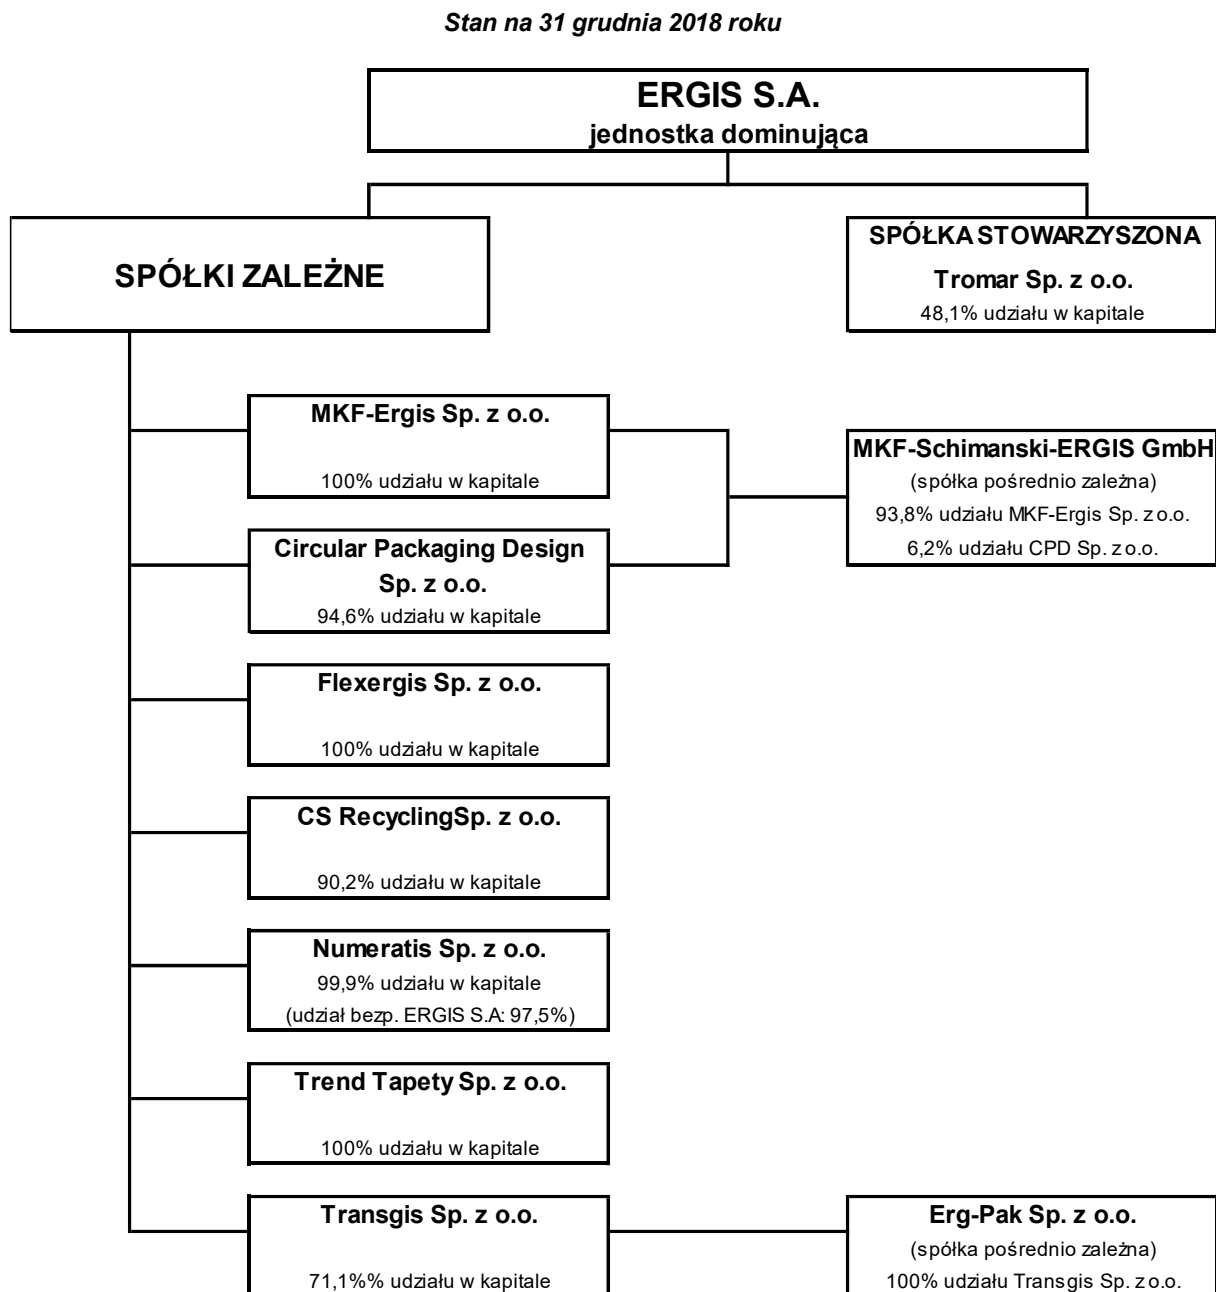 Stan na 31 grudnia 2018 roku
ERGIS S.A.
jednostka dominująca
SPÓŁKI ZALEŻNE
SPÓŁKA STOWARZYSZONA
Tromar Sp. z o.o.
48,1% udziału w kapitale
MKF-Ergis Sp. z o.o.
100% udziału w kapitale
MKF-Schimanski-ERGIS GmbH
(spółka pośrednio zależna)
93,8% udziału MKF-Ergis Sp. z o.o.
6,2% udziału CPD Sp. z o.o.
Circular Packaging Design
Sp. z o.o.
94,6% udziału w kapitale
Flexergis Sp. z o.o.
100% udziału w kapitale
CS RecyclingSp. z o.o.
90,2% udziału w kapitale
Numeratis Sp. z o.o.
99,9% udziału w kapitale
(udział bezp. ERGIS S.A: 97,5%)
Trend Tapety Sp. z o.o.
100% udziału w kapitale
Transgis Sp. z o.o.
71,1%% udziału w kapitale
Erg-Pak Sp. z o.o.
(spółka pośrednio zależna)
100% udziału Transgis Sp. z o.o.